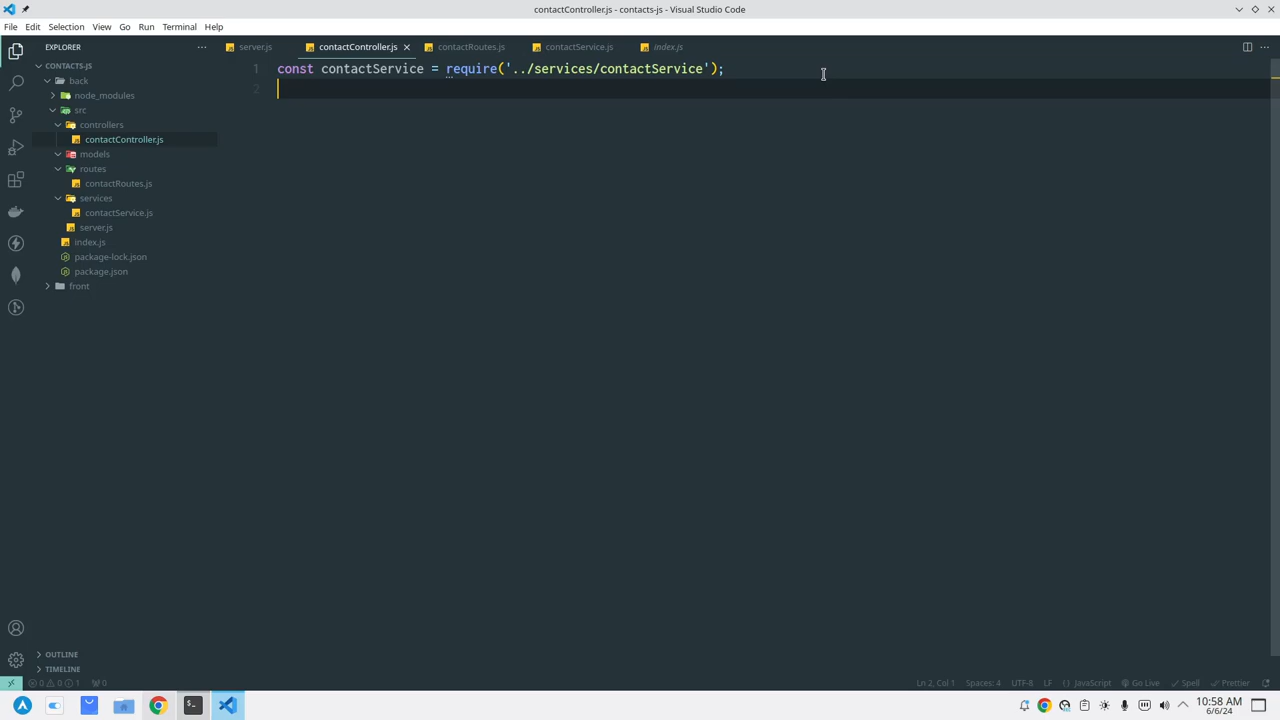 contactController.js - contacts-js - Visual Studio Code
File Edit Selection View Go Run Terminal Help
EXPLORER
server.js contactController.js contactRoutes.js contactService.js index.js
CONTACTS-JS
back
node_modules
src
controllers
contactController.js
models
routes
contactRoutes.js
services
contactService.js
server.js
index.js
package-lock.json
package.json
front
OUTLINE
TIMELINE
1 const contactService = require('../services/contactService');
2
0 0 1 0 Ln 2, Col 1 Spaces: 4 UTF-8 LF {} JavaScript Go Live Spell Prettier
10:58 AM
6/6/24